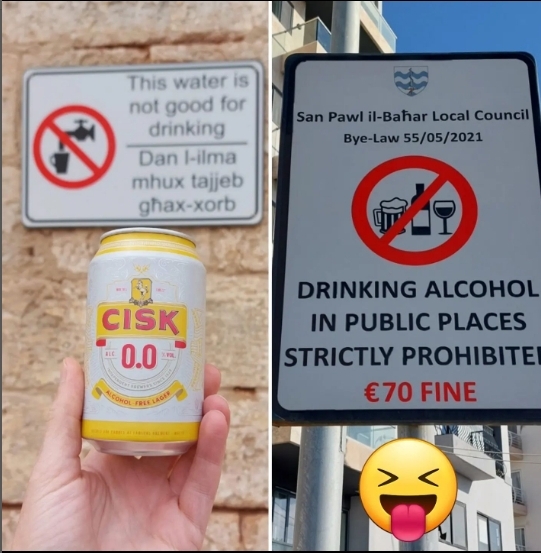 This water is
not good for
drinking
Dan l-ilma
mhux tajjeb
għax-xorb
CISK
ALC 0.0 % VOL.
ALCOHOL FREE LAGER
San Pawl il-Baħar Local Council
Bye-Law 55/05/2021
DRINKING ALCOHOL
IN PUBLIC PLACES
STRICTLY PROHIBITE
€70 FINE